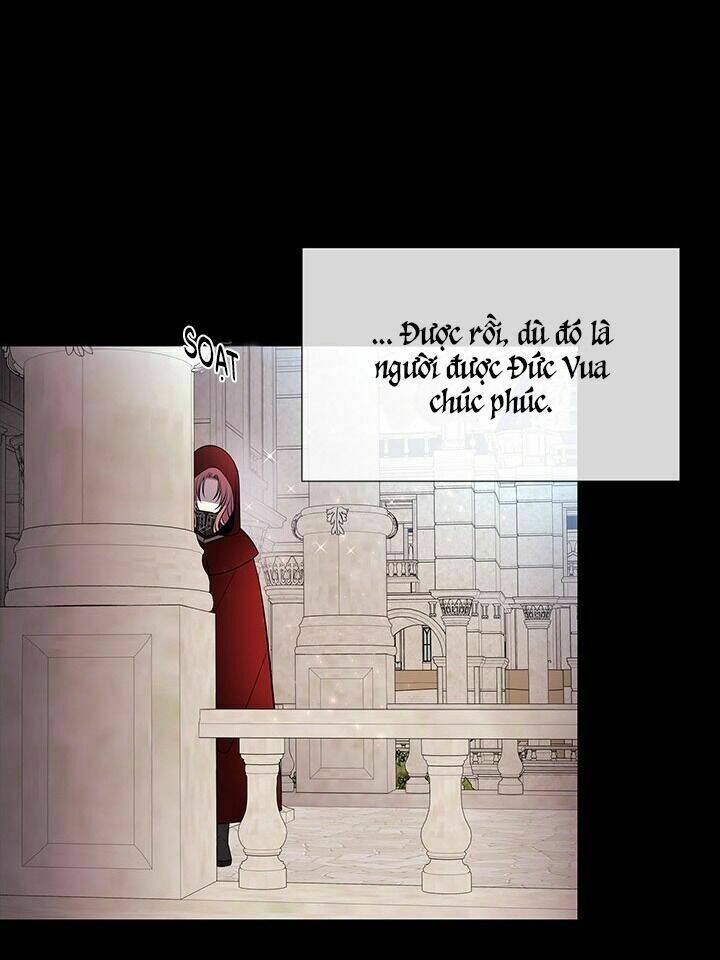 SOẠT
... Được rồi, dù đó là
người được Đức Vua
chúc phúc.